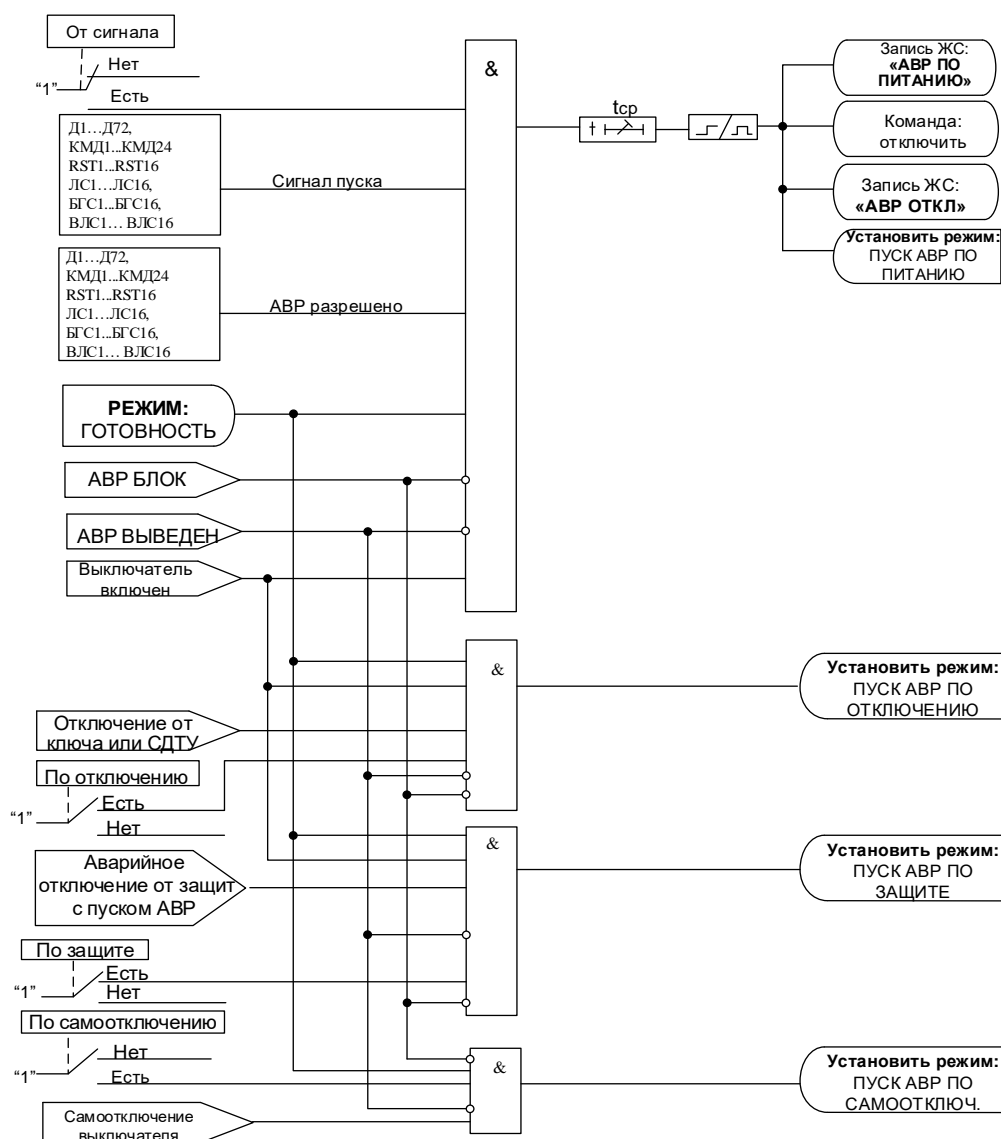 От сигнала
Нет
“1”
Есть
Д1…Д72,
КМД1...КМД24
RST1...RST16
ЛС1…ЛС16,
БГС1...БГС16,
ВЛС1… ВЛС16
Сигнал пуска
Д1…Д72,
КМД1...КМД24
RST1...RST16
ЛС1…ЛС16,
БГС1...БГС16,
ВЛС1… ВЛС16
АВР разрешено
РЕЖИМ:
ГОТОВНОСТЬ
АВР БЛОК
АВР ВЫВЕДЕН
Выключатель
включен
&
tср
t
Запись ЖС:
«АВР ПО
ПИТАНИЮ»
Команда:
отключить
Запись ЖС:
«АВР ОТКЛ»
Установить режим:
ПУСК АВР ПО
ПИТАНИЮ
Отключение от
ключа или СДТУ
По отключению
Есть
“1”
Нет
&
Установить режим:
ПУСК АВР ПО
ОТКЛЮЧЕНИЮ
Аварийное
отключение от защит
с пуском АВР
По защите
Есть
“1”
Нет
&
Установить режим:
ПУСК АВР ПО
ЗАЩИТЕ
По самоотключению
Нет
“1”
Есть
Самоотключение
выключателя
&
Установить режим:
ПУСК АВР ПО
САМООТКЛЮЧ.